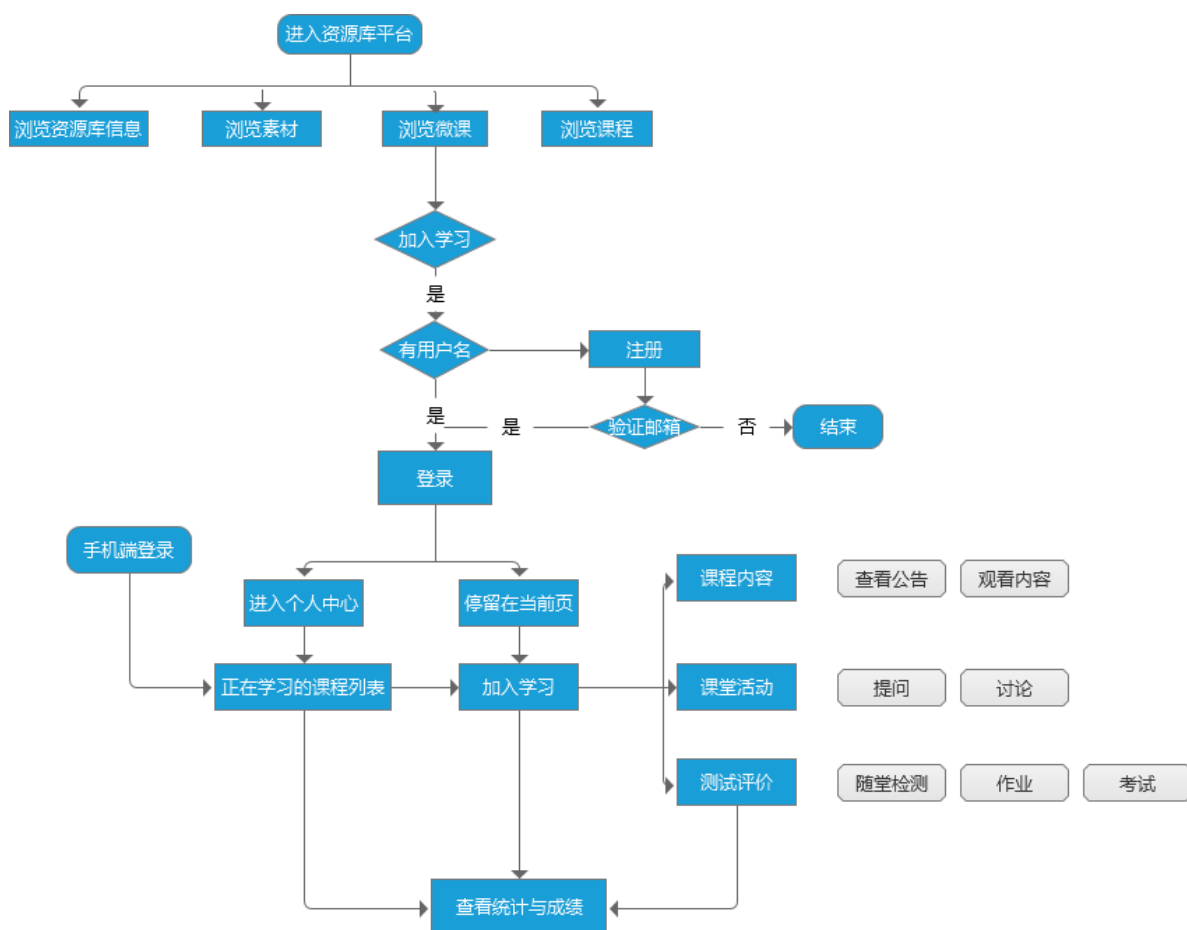 进入资源库平台
浏览资源库信息
浏览素材
浏览微课
浏览课程
加入学习
是
有用户名
注册
是
是
验证邮箱
否
结束
登录
手机端登录
课程内容
查看公告
观看内容
进入个人中心
停留在当前页
正在学习的课程列表
加入学习
课堂活动
提问
讨论
测试评价
随堂检测
作业
考试
查看统计与成绩